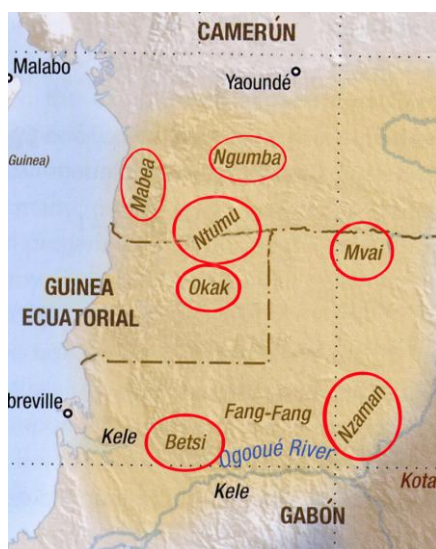 CAMERÚN
Malabo
Yaoundé
Guinea)
Mabea
Ngumba
Ntumu
Mvai
Okak
GUINEA
ECUATORIAL
breville
Fang-Fang
Nzaman
Kele
Betsi
Ogooué River
Kele
Kota
GABÓN